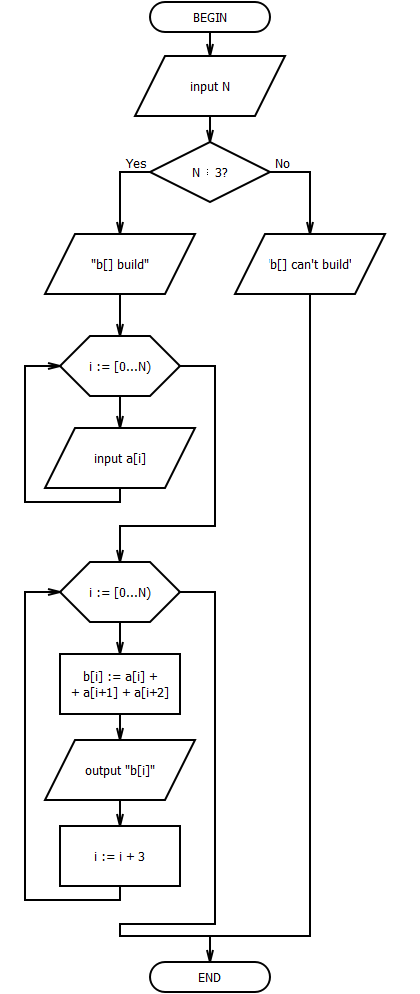 BEGIN
input N
N ⋮ 3?
Yes
No
"b[] build"
'b[] can't build'
i := [0...N)
input a[i]
i := [0...N)
b[i] := a[i] +
+ a[i+1] + a[i+2]
output "b[i]"
i := i + 3
END